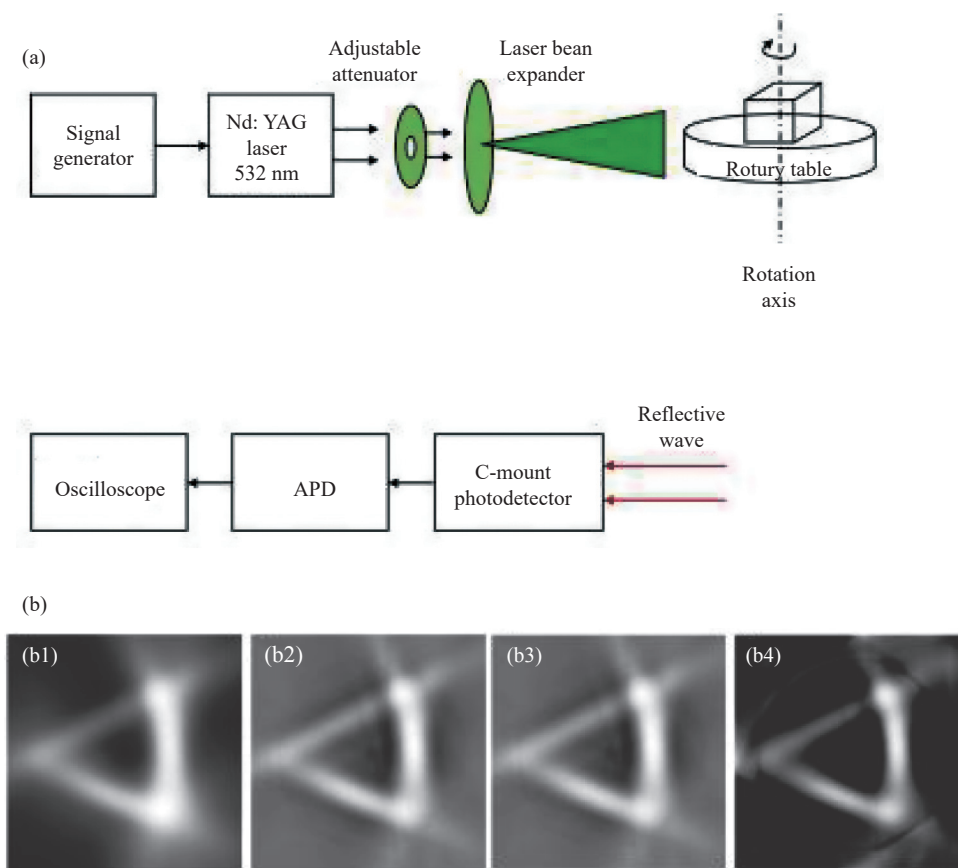 (a)
Adjustable
attenuator
Laser bean
expander
Signal
generator
Nd: YAG
laser
532 nm
Rotury table
Rotation
axis
Reflective
wave
Oscilloscope
APD
C-mount
photodetector
(b)
(b1)
(b2)
(b3)
(b4)